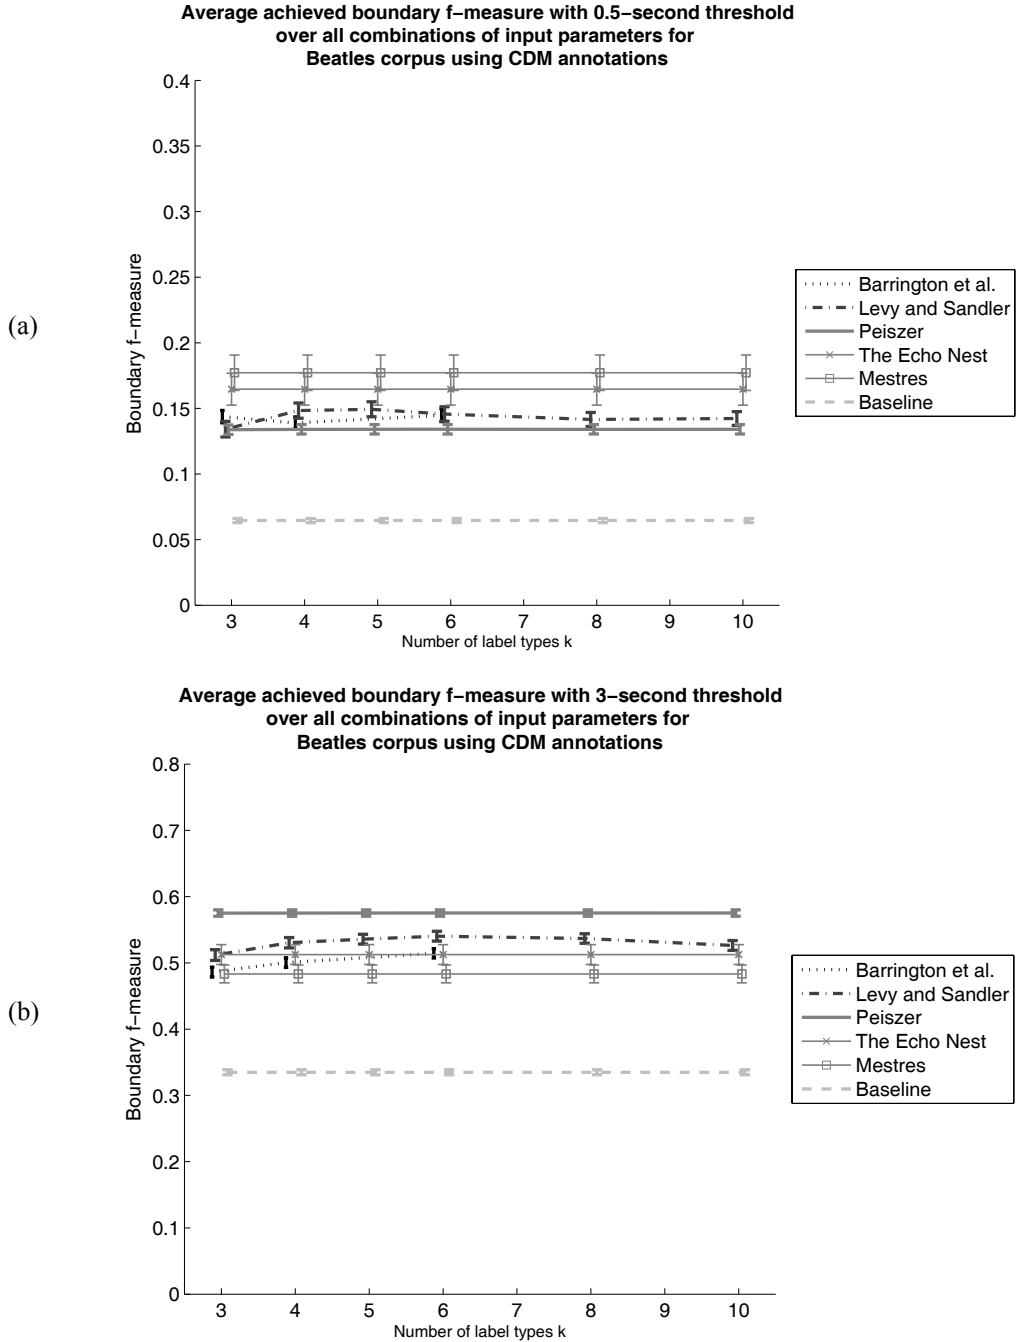 Average achieved boundary f−measure with 0.5−second threshold
over all combinations of input parameters for
Beatles corpus using CDM annotations
0.4
0.35
0.3
0.25
0.2
0.15
0.1
0.05
0
Boundary f−measure
(a)
3 4 5 6 7 8 9 10
Number of label types k
Barrington et al.
Levy and Sandler
Peiszer
The Echo Nest
Mestres
Baseline
Average achieved boundary f−measure with 3−second threshold
over all combinations of input parameters for
Beatles corpus using CDM annotations
0.8
0.7
0.6
0.5
0.4
0.3
0.2
0.1
0
Boundary f−measure
(b)
3 4 5 6 7 8 9 10
Number of label types k
Barrington et al.
Levy and Sandler
Peiszer
The Echo Nest
Mestres
Baseline